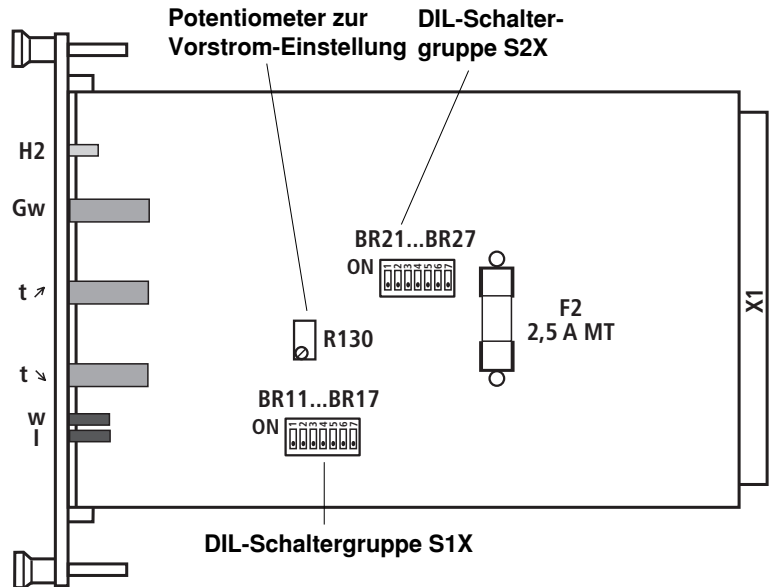 Potentiometer zur
Vorstrom-Einstellung
DIL-Schalter-
gruppe S2X
H2
Gw
t ↗
t ↘
w
I
BR21...BR27
ON
1 2 3 4 5 6 7
R130
F2
2,5 A MT
X1
BR11...BR17
ON
1 2 3 4 5 6 7
DIL-Schaltergruppe S1X